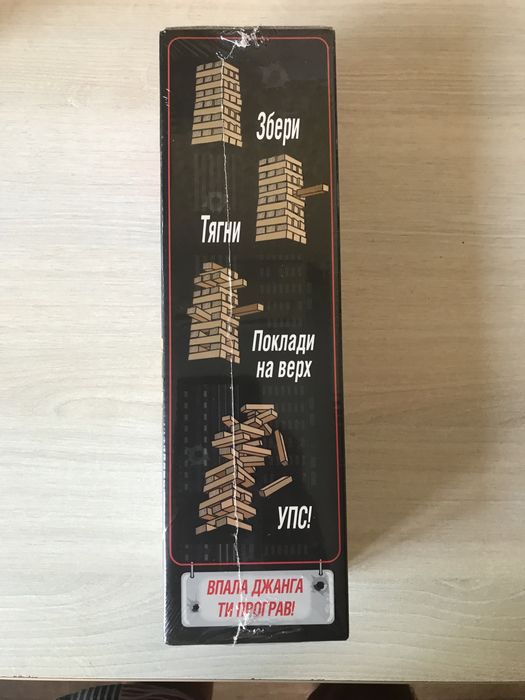 Збери
Тягни
Поклади
на верх
УПС!
ВПАЛА ДЖАНГА
ТИ ПРОГРАВ!